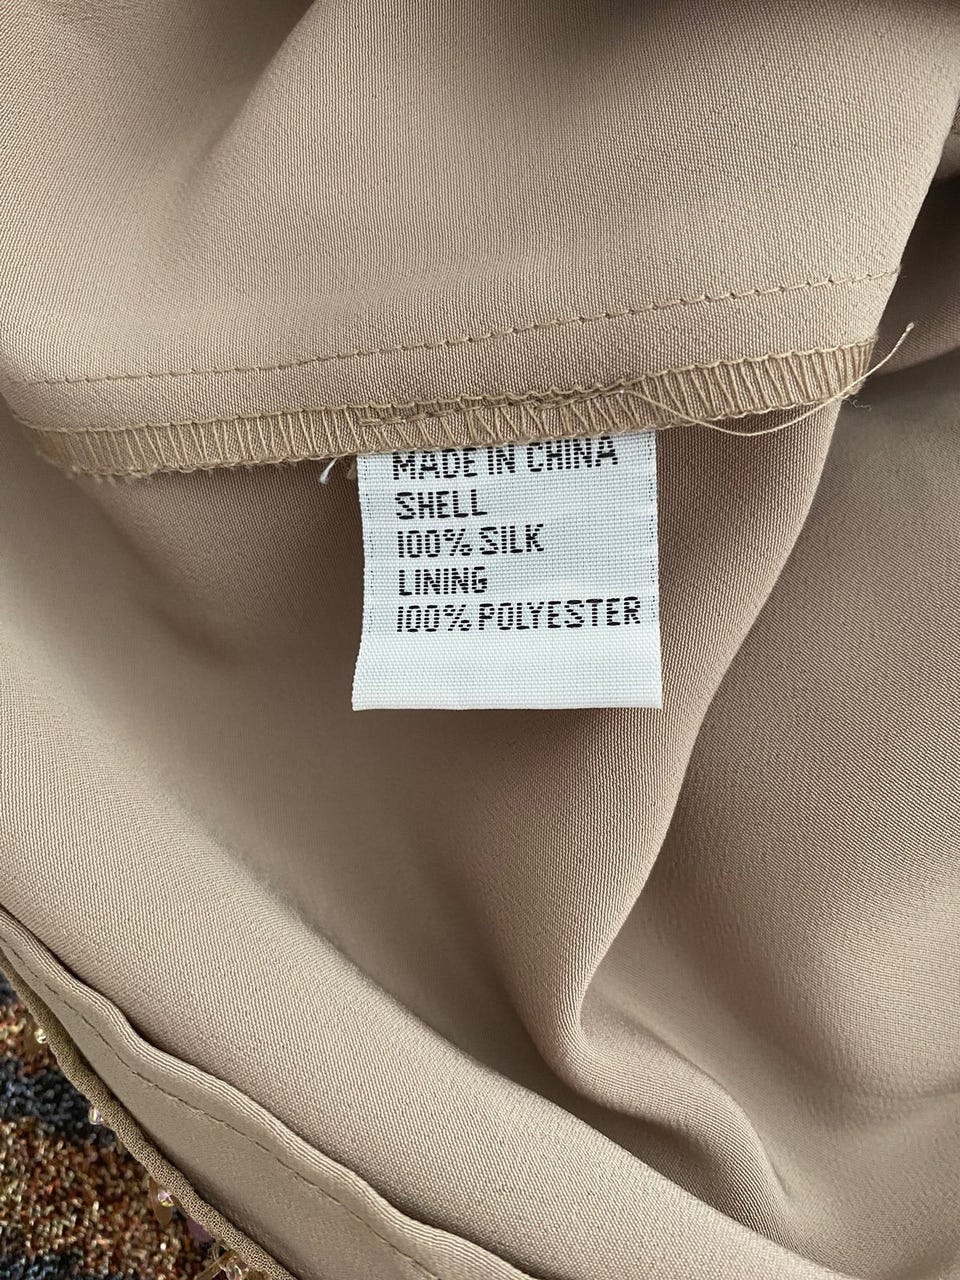 MADE IN CHINA
SHELL
100% SILK
LINING
100% POLYESTER